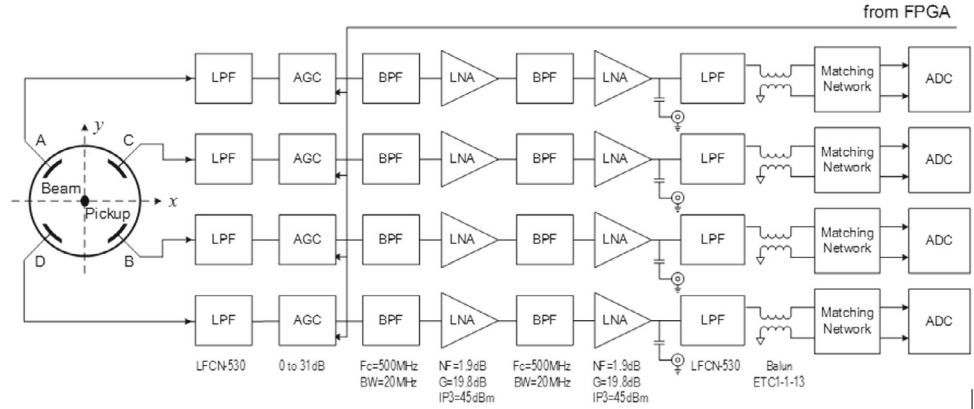 from FPGA
LPF AGC BPF LNA BPF LNA LPF Matching Network ADC
A y C
LPF AGC BPF LNA BPF LNA LPF Matching Network ADC
Beam
x
Pickup
LPF AGC BPF LNA BPF LNA LPF Matching Network ADC
D B
LPF AGC BPF LNA BPF LNA LPF Matching Network ADC
LFCN-530 0 to 31dB Fc=500MHz NF=1.9dB Fc=500MHz NF=1.9dB LFCN-530 Balun
BW=20MHz G=19.8dB BW=20MHz G=19.8dB ETC1-1-13
IP3=45dBm IP3=45dBm